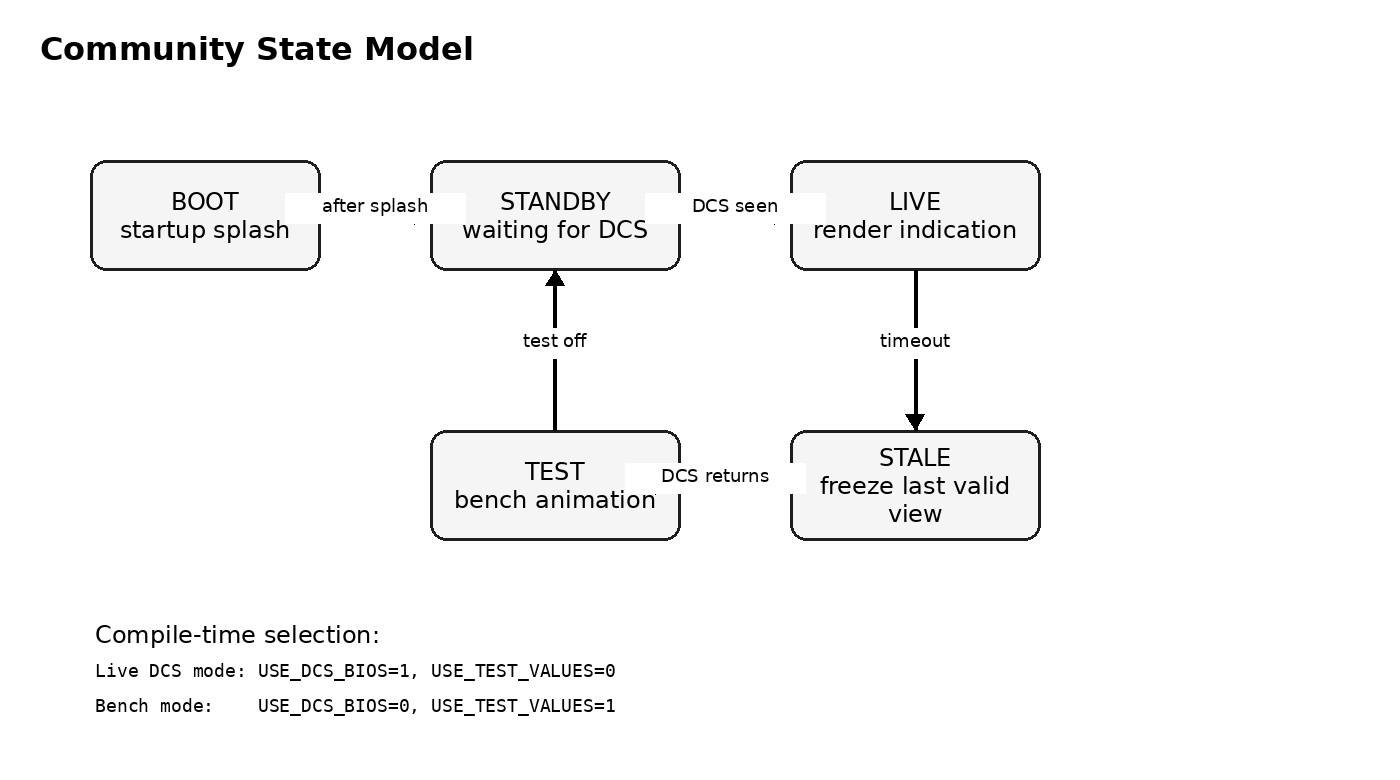 Community State Model
BOOT
startup splash
after splash
STANDBY
waiting for DCS
DCS seen
LIVE
render indication
test off
timeout
TEST
bench animation
DCS returns
STALE
freeze last valid
view
Compile-time selection:
Live DCS mode: USE_DCS_BIOS=1, USE_TEST_VALUES=0
Bench mode:    USE_DCS_BIOS=0, USE_TEST_VALUES=1